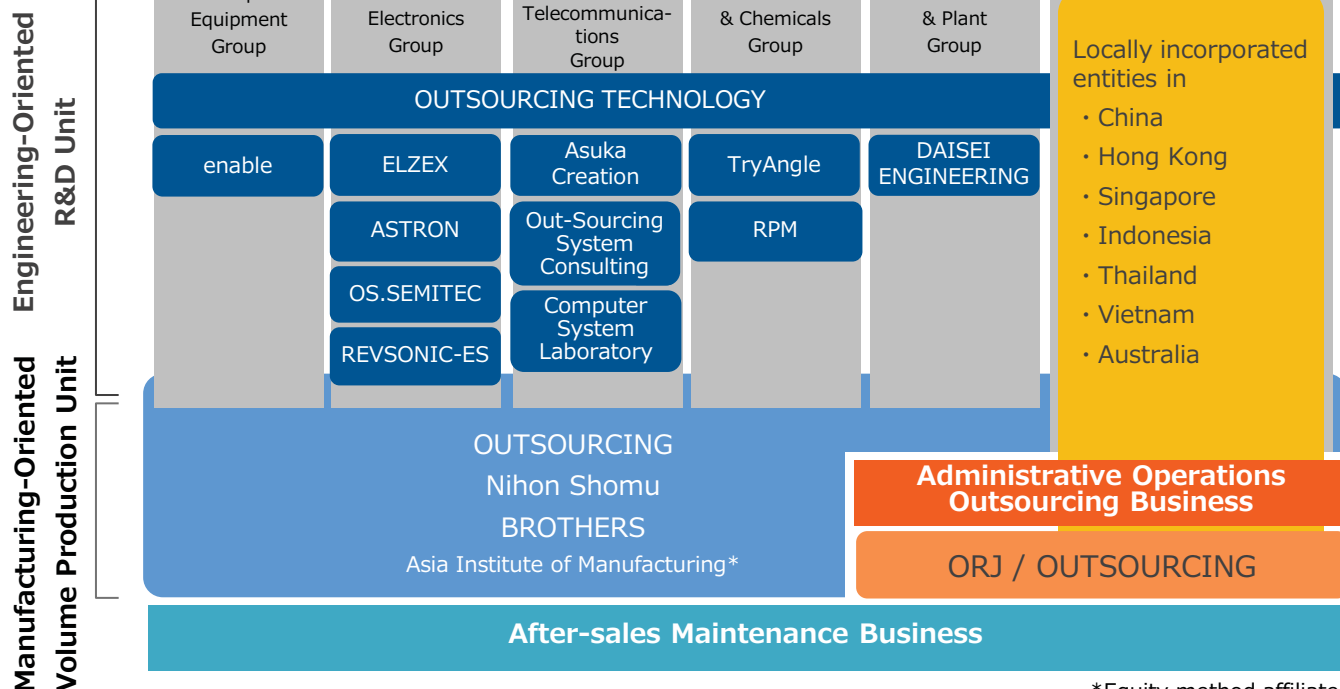 Equipment
Group
Electronics
Group
Telecommunica-
tions
Group
& Chemicals
Group
& Plant
Group
Engineering-Oriented
R&D Unit
OUTSOURCING TECHNOLOGY
enable
ELZEX
ASTRON
OS.SEMITEC
REVSONIC-ES
Asuka
Creation
Out-Sourcing
System
Consulting
Computer
System
Laboratory
TryAngle
RPM
DAISEI
ENGINEERING
Locally incorporated
entities in
・China
・Hong Kong
・Singapore
・Indonesia
・Thailand
・Vietnam
・Australia
Manufacturing-Oriented
Volume Production Unit
OUTSOURCING
Nihon Shomu
BROTHERS
Asia Institute of Manufacturing*
Administrative Operations
Outsourcing Business
ORJ / OUTSOURCING
After-sales Maintenance Business
*Equity method affiliate